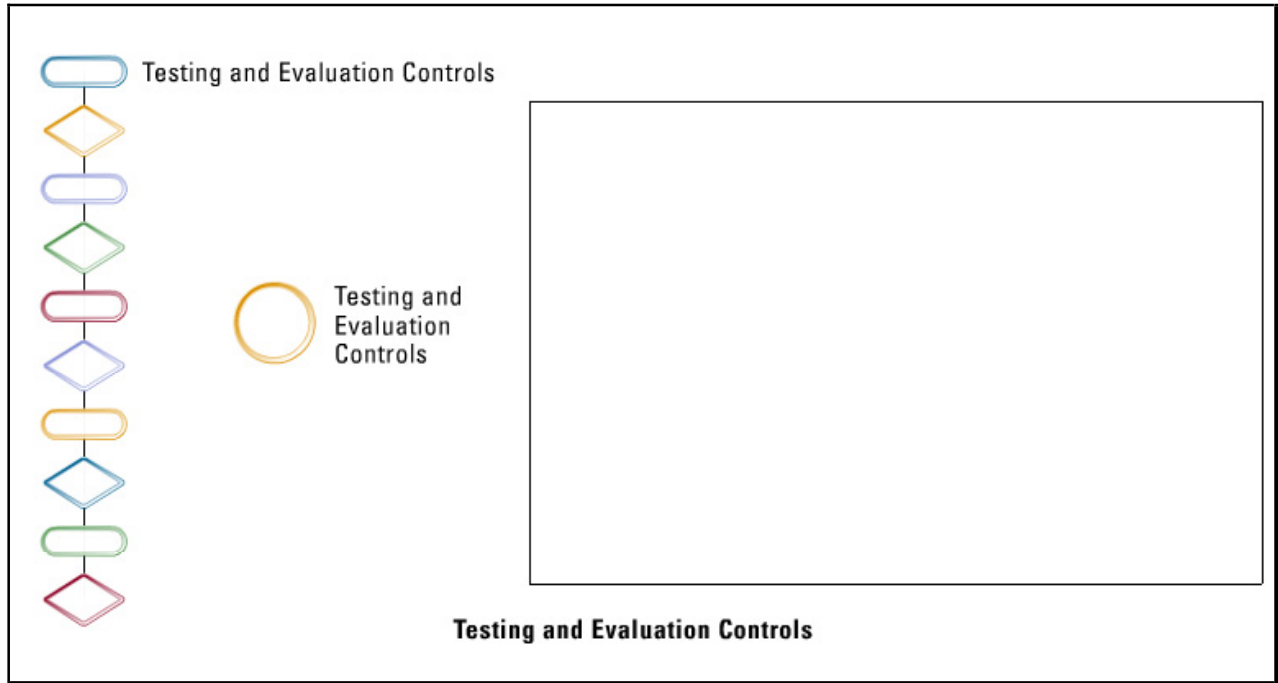 Testing and Evaluation Controls
Testing and
Evaluation
Controls
Testing and Evaluation Controls